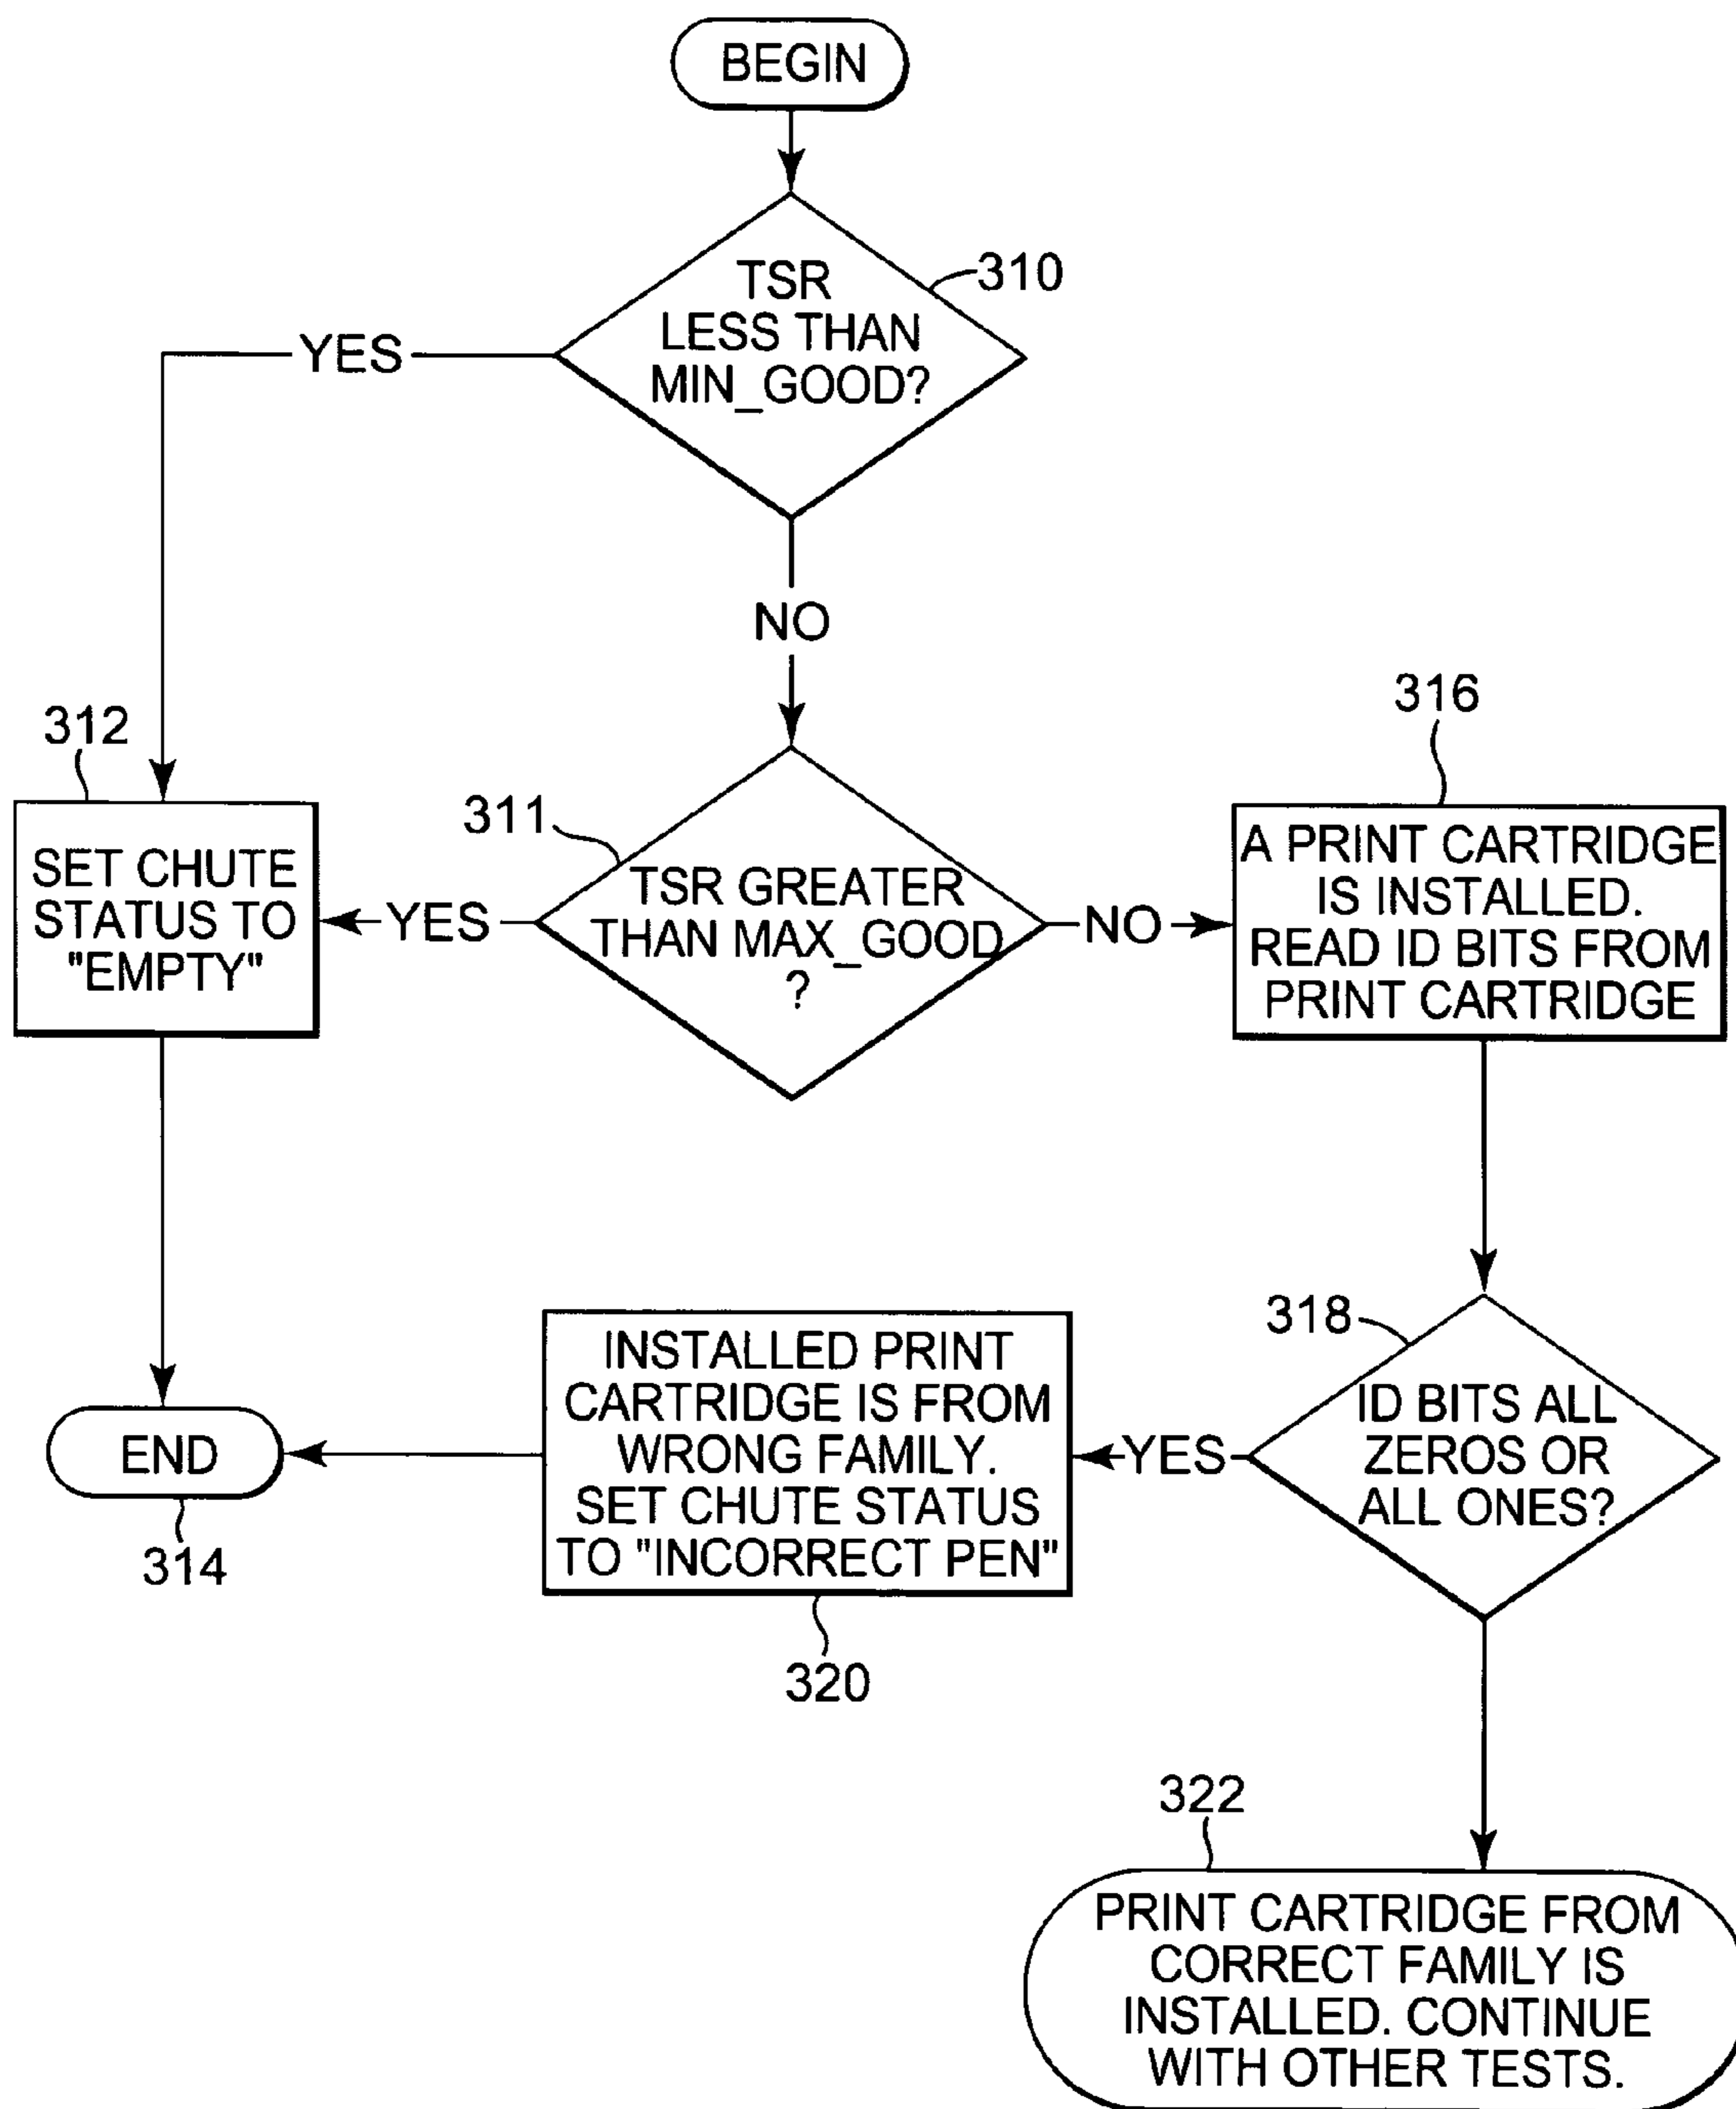 BEGIN
TSR
LESS THAN
MIN_GOOD?
310
YES
NO
312
SET CHUTE
STATUS TO
"EMPTY"
311
TSR GREATER
THAN MAX_GOOD
?
YES
NO
316
A PRINT CARTRIDGE
IS INSTALLED.
READ ID BITS FROM
PRINT CARTRIDGE
318
ID BITS ALL
ZEROS OR
ALL ONES?
YES
INSTALLED PRINT
CARTRIDGE IS FROM
WRONG FAMILY.
SET CHUTE STATUS
TO "INCORRECT PEN"
320
END
314
322
PRINT CARTRIDGE FROM
CORRECT FAMILY IS
INSTALLED. CONTINUE
WITH OTHER TESTS.